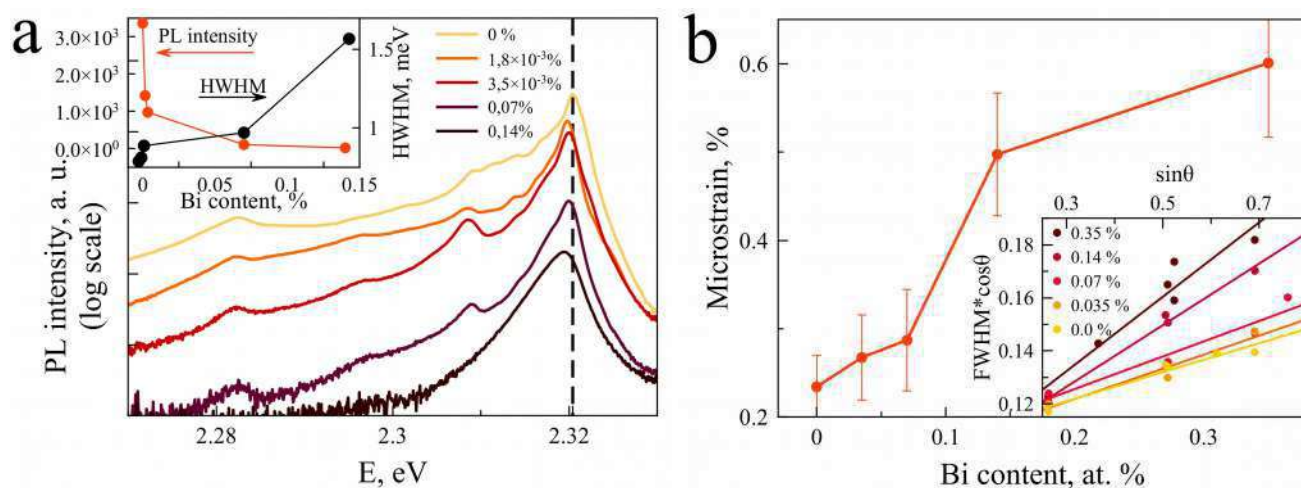 a
3.0×10³
2.0×10³
1.0×10³
0.0×10⁰
PL intensity
HWHM
1.5
1
HWHM, meV
0
0.05
0.10
0.15
Bi content, %
0 %
1,8×10⁻³%
3,5×10⁻³%
0,07%
0,14%
PL intensity, a. u.
(log scale)
2.28
2.3
2.32
E, eV
b
Microstrain, %
0.6
0.4
0.2
0
0.1
0.2
0.3
Bi content, at. %
sinθ
0.3
0.5
0.7
0.18
0.16
0.14
0.12
FWHM*cosθ
0.35 %
0.14 %
0.07 %
0.035 %
0.0 %